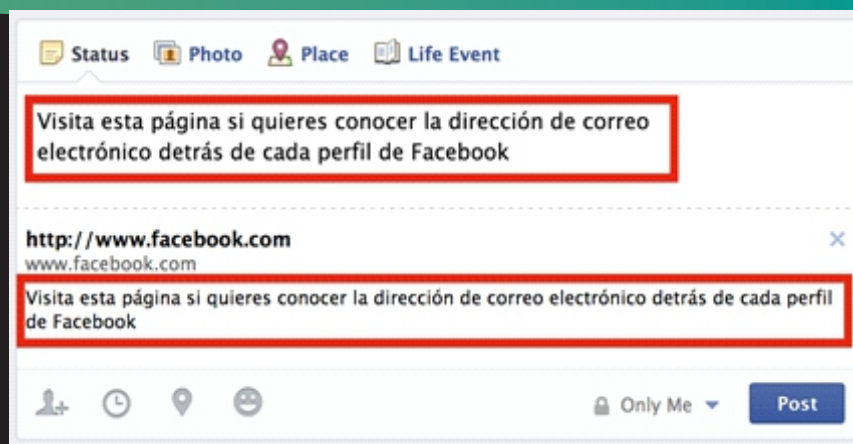 Status Photo Place Life Event
Visita esta página si quieres conocer la dirección de correo
electrónico detrás de cada perfil de Facebook
http://www.facebook.com
www.facebook.com
Visita esta página si quieres conocer la dirección de correo electrónico detrás de cada perfil
de Facebook
Only Me Post